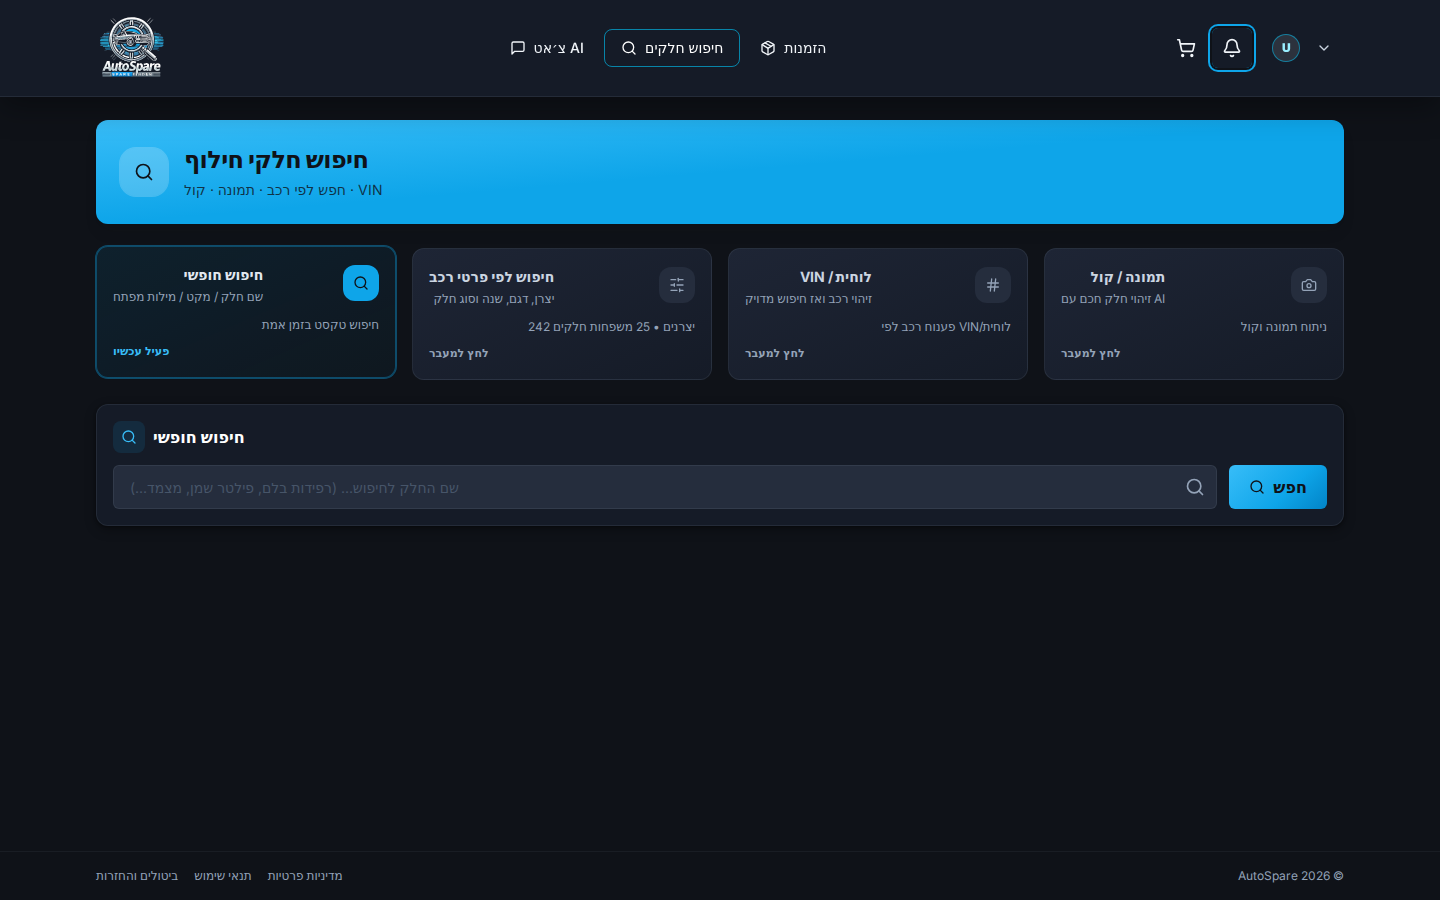 AutoSpare
AI צ׳אט
חיפוש חלקים
הזמנות
U
חיפוש חלקי חילוף
VIN · חפש לפי רכב · תמונה · קול
חיפוש חופשי
שם חלק / מקט / מילות מפתח
חיפוש טקסט בזמן אמת
פעיל עכשיו
חיפוש לפי פרטי רכב
יצרן, דגם, שנה וסוג חלק
יצרנים • 25 משפחות חלקים 242
לחץ למעבר
לוחית / VIN
זיהוי רכב ואז חיפוש מדויק
לוחית/VIN פענוח רכב לפי
לחץ למעבר
תמונה / קול
AI זיהוי חלק חכם עם
ניתוח תמונה וקול
לחץ למעבר
חיפוש חופשי
שם החלק לחיפוש... (רפידות בלם, פילטר שמן, מצמד...)
חפש
ביטולים והחזרות
תנאי שימוש
מדיניות פרטיות
AutoSpare 2026 ©